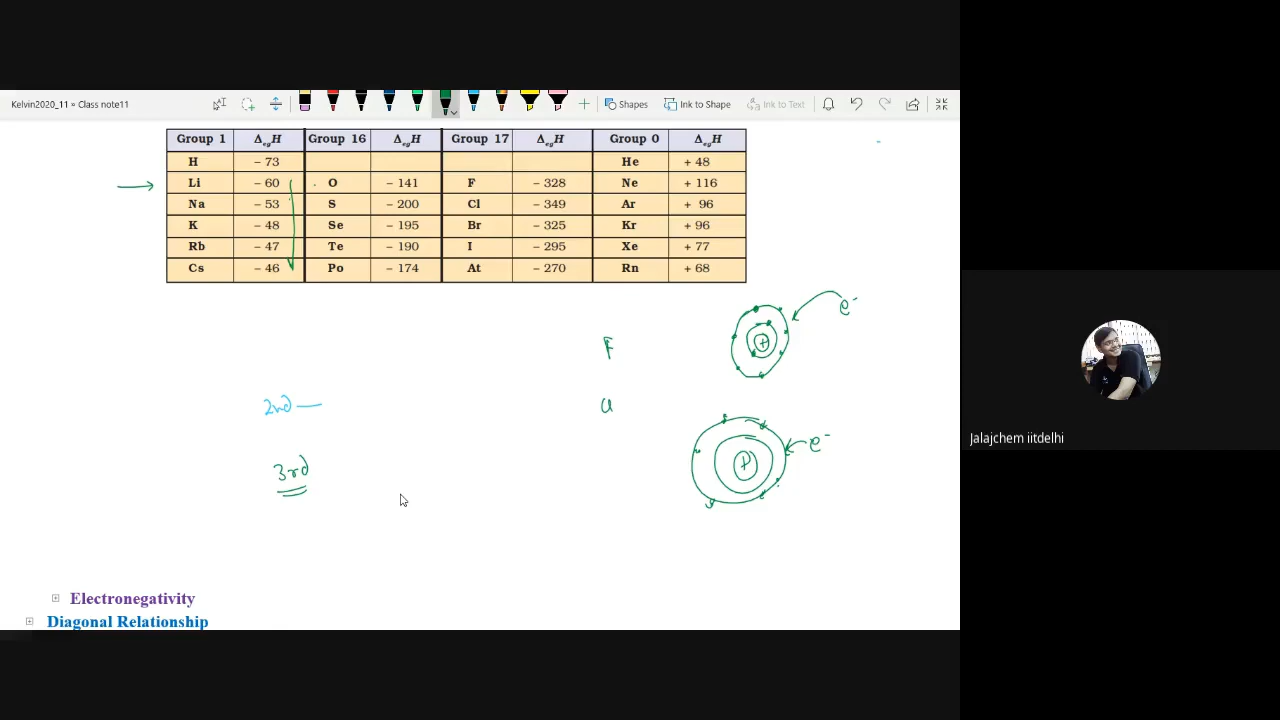 Kelvin2020_11 » Class note11
Shapes Ink to Shape Ink to Text
Group 1 ΔegH Group 16 ΔegH Group 17 ΔegH Group 0 ΔegH
H – 73 He + 48
Li – 60 O – 141 F – 328 Ne + 116
Na – 53 S – 200 Cl – 349 Ar + 96
K – 48 Se – 195 Br – 325 Kr + 96
Rb – 47 Te – 190 I – 295 Xe + 77
Cs – 46 Po – 174 At – 270 Rn + 68
e-
F +
2nd — Cl
e-
+
3rd
Jalajchem iitdelhi
Electronegativity
Diagonal Relationship